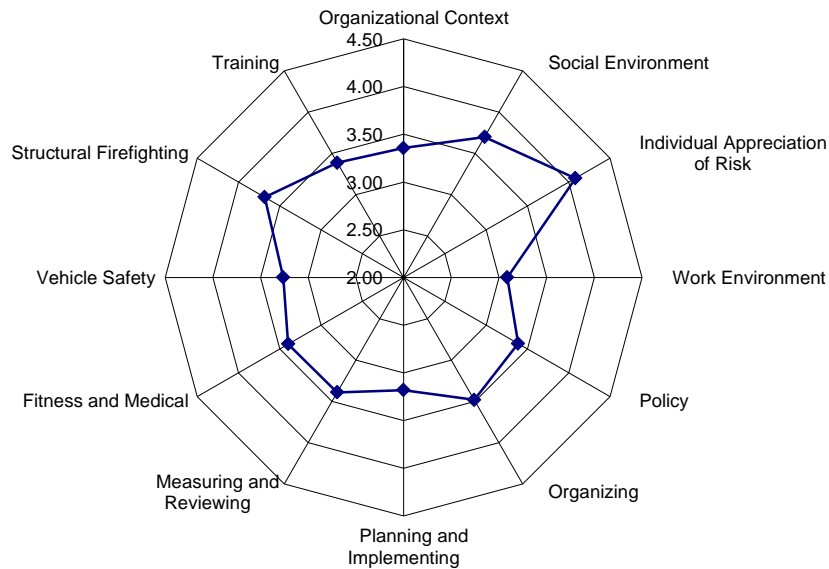 Organizational Context
4.50
Training
Social Environment
4.00
3.50
Structural Firefighting
Individual Appreciation
of Risk
3.00
2.50
Vehicle Safety
2.00
Work Environment
Fitness and Medical
Policy
Measuring and
Reviewing
Organizing
Planning and
Implementing